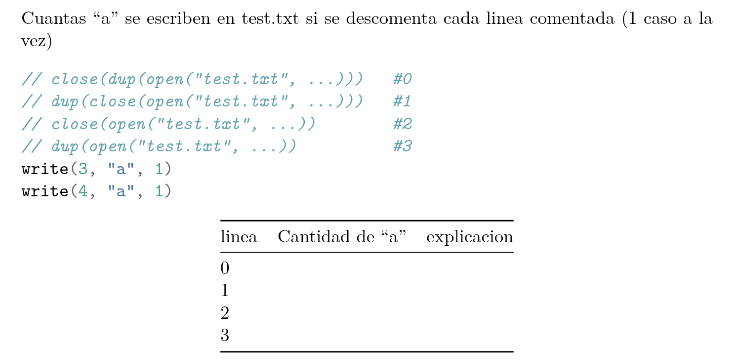 Cuantas “a” se escriben en test.txt si se descomenta cada linea comentada (1 caso a la
vez)
// close(dup(open("test.txt", ...))) #0
// dup(close(open("test.txt", ...))) #1
// close(open("test.txt", ...)) #2
// dup(open("test.txt", ...)) #3
write(3, "a", 1)
write(4, "a", 1)
linea Cantidad de “a” explicacion
0
1
2
3